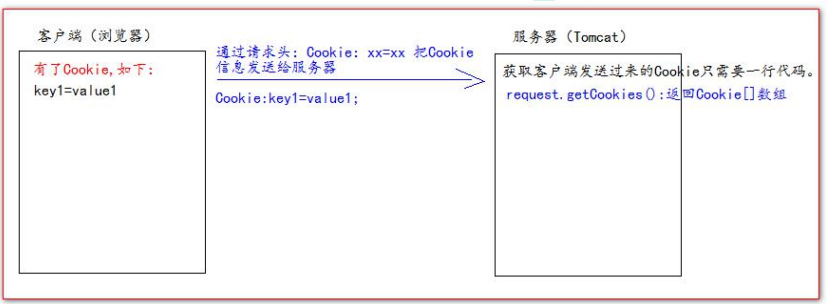 客户端（浏览器）
有了Cookie,如下:
key1=value1
通过请求头: Cookie: xx=xx 把Cookie
信息发送给服务器
Cookie:key1=value1;
服务器（Tomcat）
获取客户端发送过来的Cookie只需要一行代码。
request.getCookies():返回Cookie[]数组